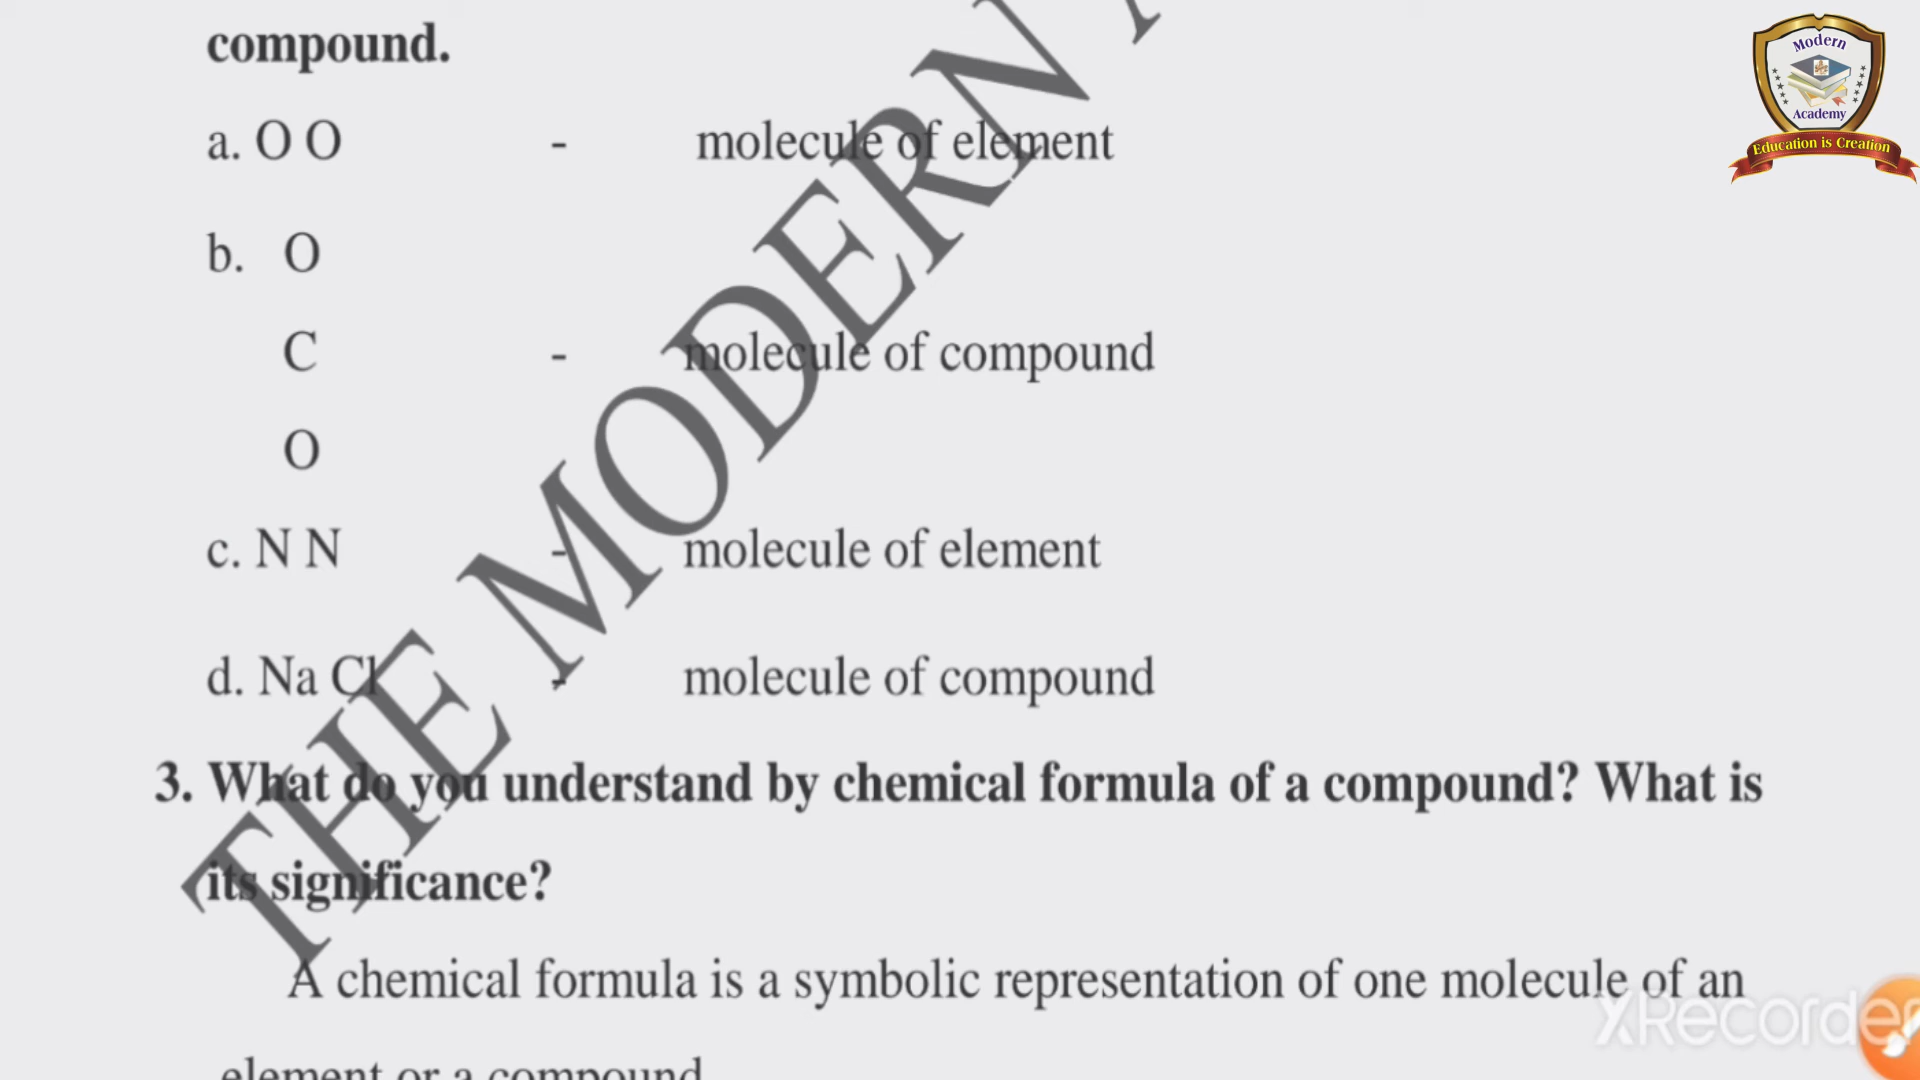 compound.
a. O O - molecule of element
b. O
C - molecule of compound
O
c. N N - molecule of element
d. Na Cl - molecule of compound
3. What do you understand by chemical formula of a compound? What is
its significance?
A chemical formula is a symbolic representation of one molecule of an
element or a compound
THE MODERN
Modern
Academy
Education is Creation
XRecorder